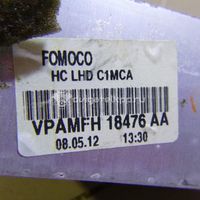 FOMOCO
HC LHD C1MCA
VPAMFH 18476 AA
08.05.12 13:30